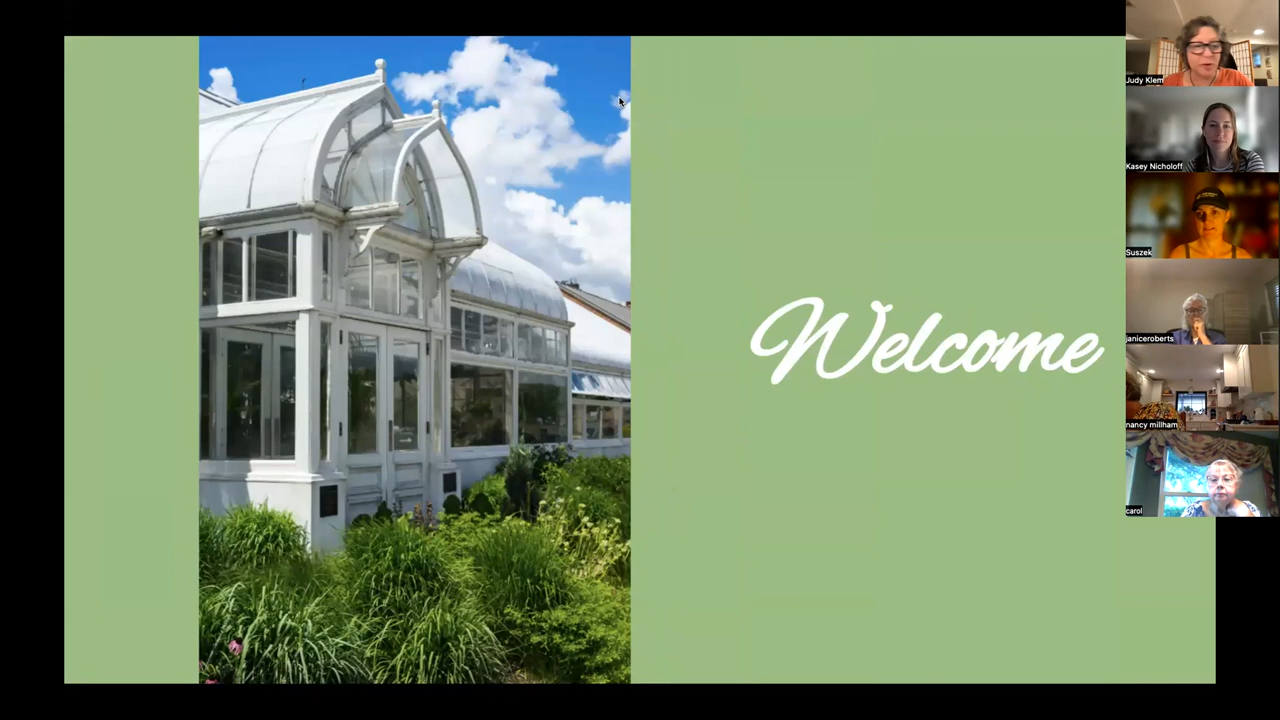 Welcome
Judy Klem
Kasey Nicholoff
Suszek
janiceroberts
nancy millham
carol